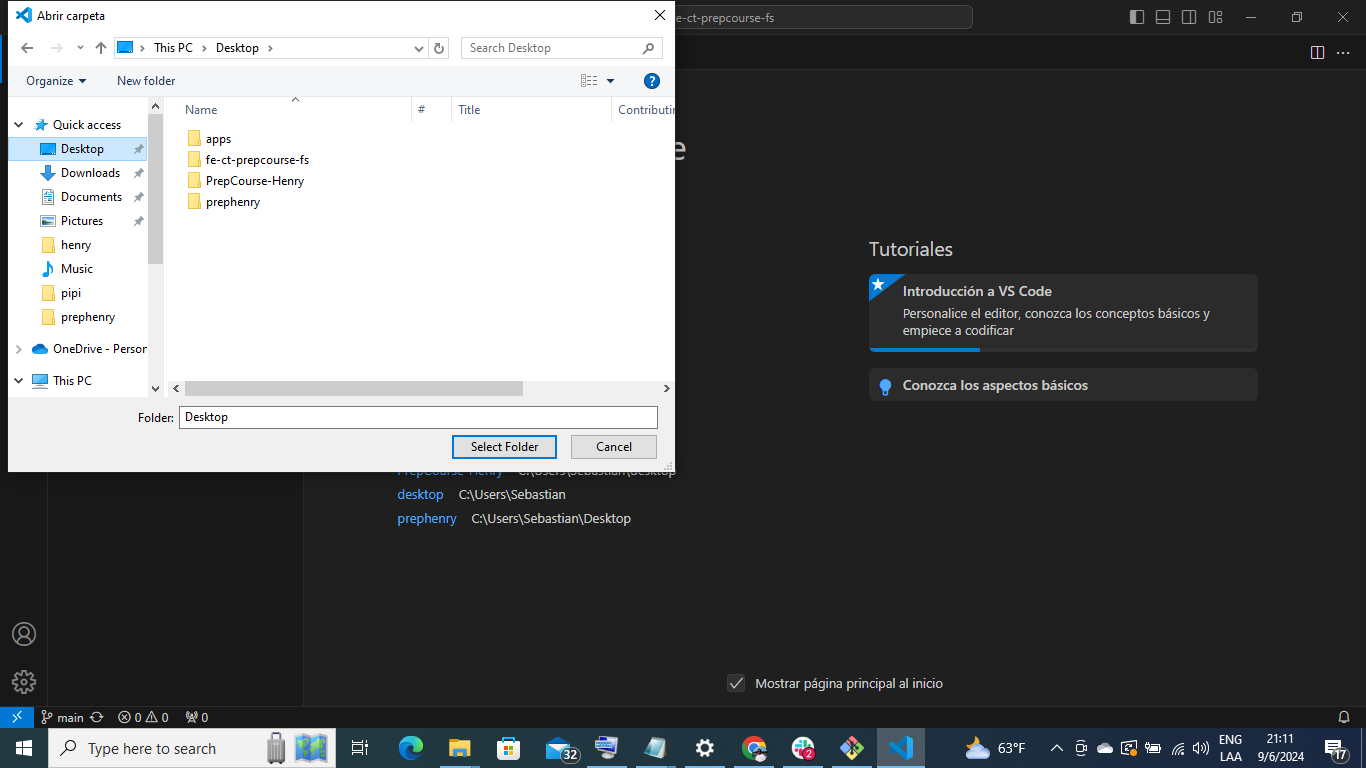 Abrir carpeta
e-ct-prepcourse-fs
This PC
Desktop
Search Desktop
Organize
New folder
?
Name
#
Title
Contributin
Quick access
Desktop
Downloads
Documents
Pictures
henry
Music
pipi
prephenry
OneDrive - Person
This PC
apps
fe-ct-prepcourse-fs
PrepCourse-Henry
prephenry
Folder:
Desktop
Select Folder
Cancel
e
Tutoriales
Introducción a VS Code
Personalice el editor, conozca los conceptos básicos y
empiece a codificar
Conozca los aspectos básicos
PrepCourse-Henry C:\Users\Sebastian\desktop
desktop C:\Users\Sebastian
prephenry C:\Users\Sebastian\Desktop
Mostrar página principal al inicio
main 0 0 0
Type here to search
32
2
63°F
ENG
LAA
21:11
9/6/2024
17